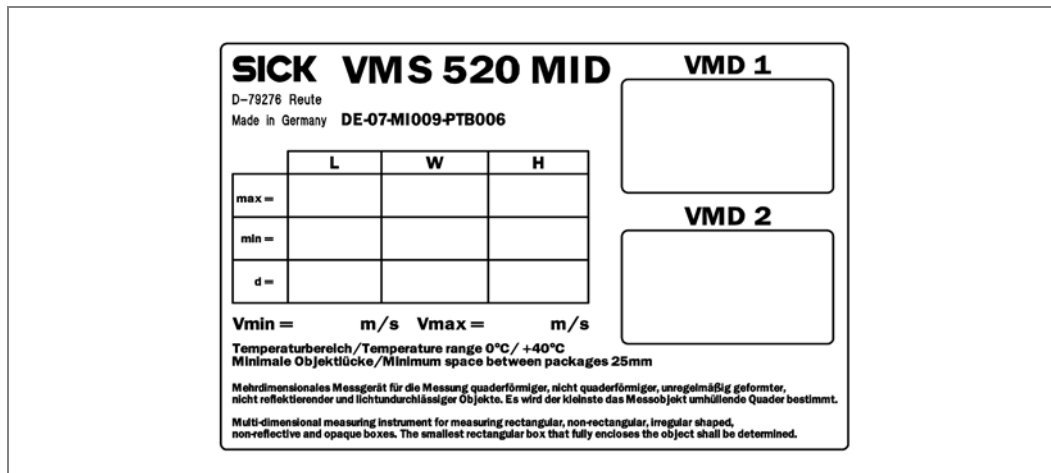 SICK VMS 520 MID
D-79276 Reute
Made in Germany DE-07-MI009-PTB006
L W H
max =
min =
d =
Vmin = m/s Vmax = m/s
VMD 1
VMD 2
Temperaturbereich/Temperature range 0°C/ +40°C
Minimale Objektlücke/Minimum space between packages 25mm
Mehrdimensionales Messgerät für die Messung quaderförmiger, nicht quaderförmiger, unregelmäßig geformter,
nicht reflektierender und lichtundurchlässiger Objekte. Es wird der kleinste das Messobjekt umhüllende Quader bestimmt.
Multi-dimensional measuring instrument for measuring rectangular, non-rectangular, irregular shaped,
non-reflective and opaque boxes. The smallest rectangular box that fully encloses the object shall be determined.